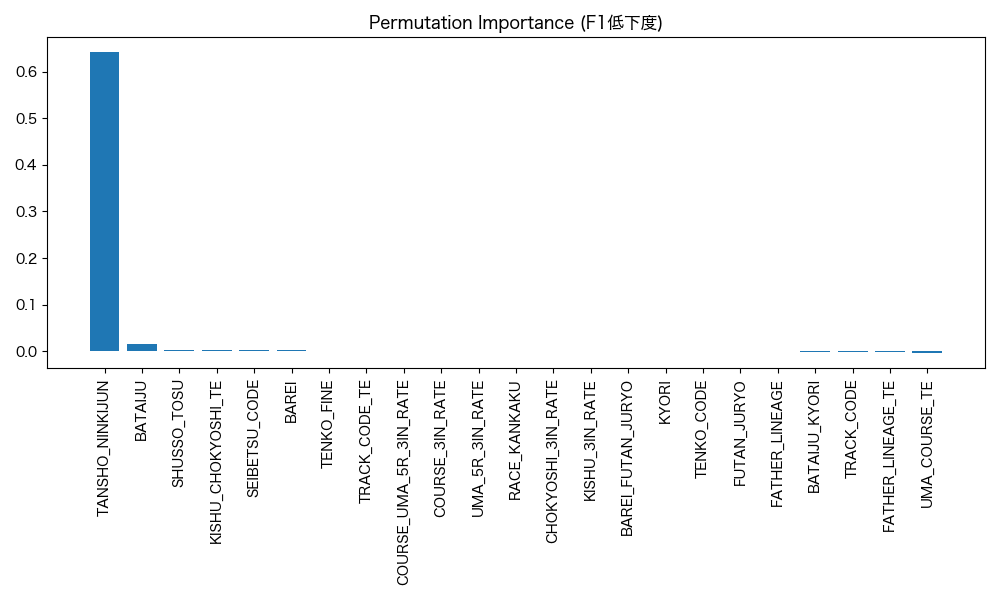 Permutation Importance (F1低下度)
0.6
0.5
0.4
0.3
0.2
0.1
0.0
TANSHO_NINKIJUN
BATAIJU
SHUSSO_TOSU
KISHU_CHOKYOSHI_TE
SEIBETSU_CODE
BAREI
TENKO_FINE
TRACK_CODE_TE
COURSE_UMA_5R_3IN_RATE
COURSE_3IN_RATE
UMA_5R_3IN_RATE
RACE_KANKAKU
CHOKYOSHI_3IN_RATE
KISHU_3IN_RATE
BAREI_FUTAN_JURYO
KYORI
TENKO_CODE
FUTAN_JURYO
FATHER_LINEAGE
BATAIJU_KYORI
TRACK_CODE
FATHER_LINEAGE_TE
UMA_COURSE_TE